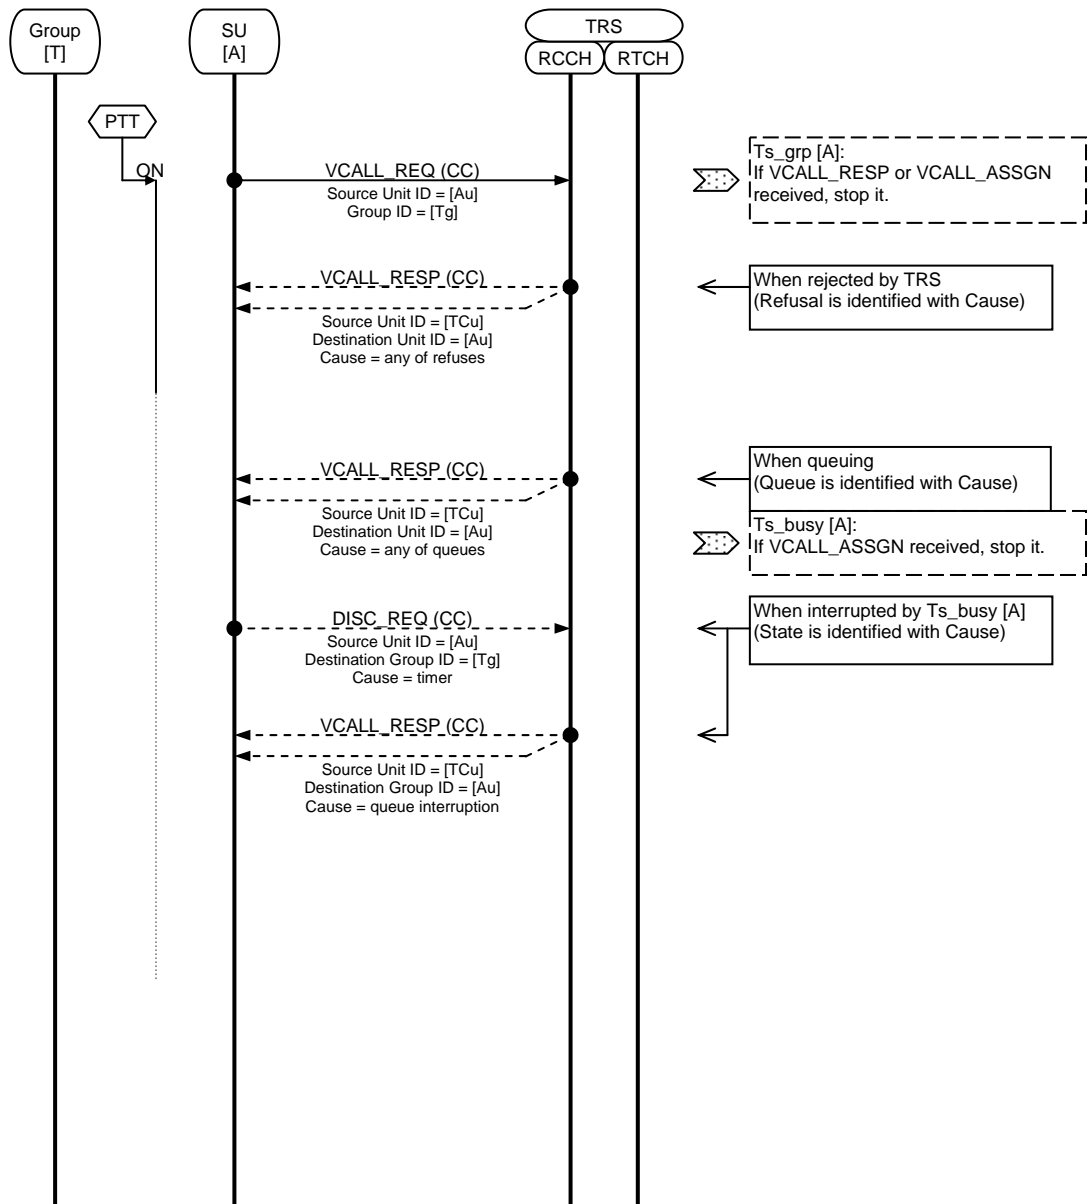 Group
[T]
SU
[A]
TRS
RCCH
RTCH
PTT
ON
VCALL_REQ (CC)
Source Unit ID = [Au]
Group ID = [Tg]
Ts_grp [A]:
If VCALL_RESP or VCALL_ASSGN
received, stop it.
VCALL_RESP (CC)
Source Unit ID = [TCu]
Destination Unit ID = [Au]
Cause = any of refuses
When rejected by TRS
(Refusal is identified with Cause)
VCALL_RESP (CC)
Source Unit ID = [TCu]
Destination Unit ID = [Au]
Cause = any of queues
When queuing
(Queue is identified with Cause)
Ts_busy [A]:
If VCALL_ASSGN received, stop it.
DISC_REQ (CC)
Source Unit ID = [Au]
Destination Group ID = [Tg]
Cause = timer
When interrupted by Ts_busy [A]
(State is identified with Cause)
VCALL_RESP (CC)
Source Unit ID = [TCu]
Destination Group ID = [Au]
Cause = queue interruption